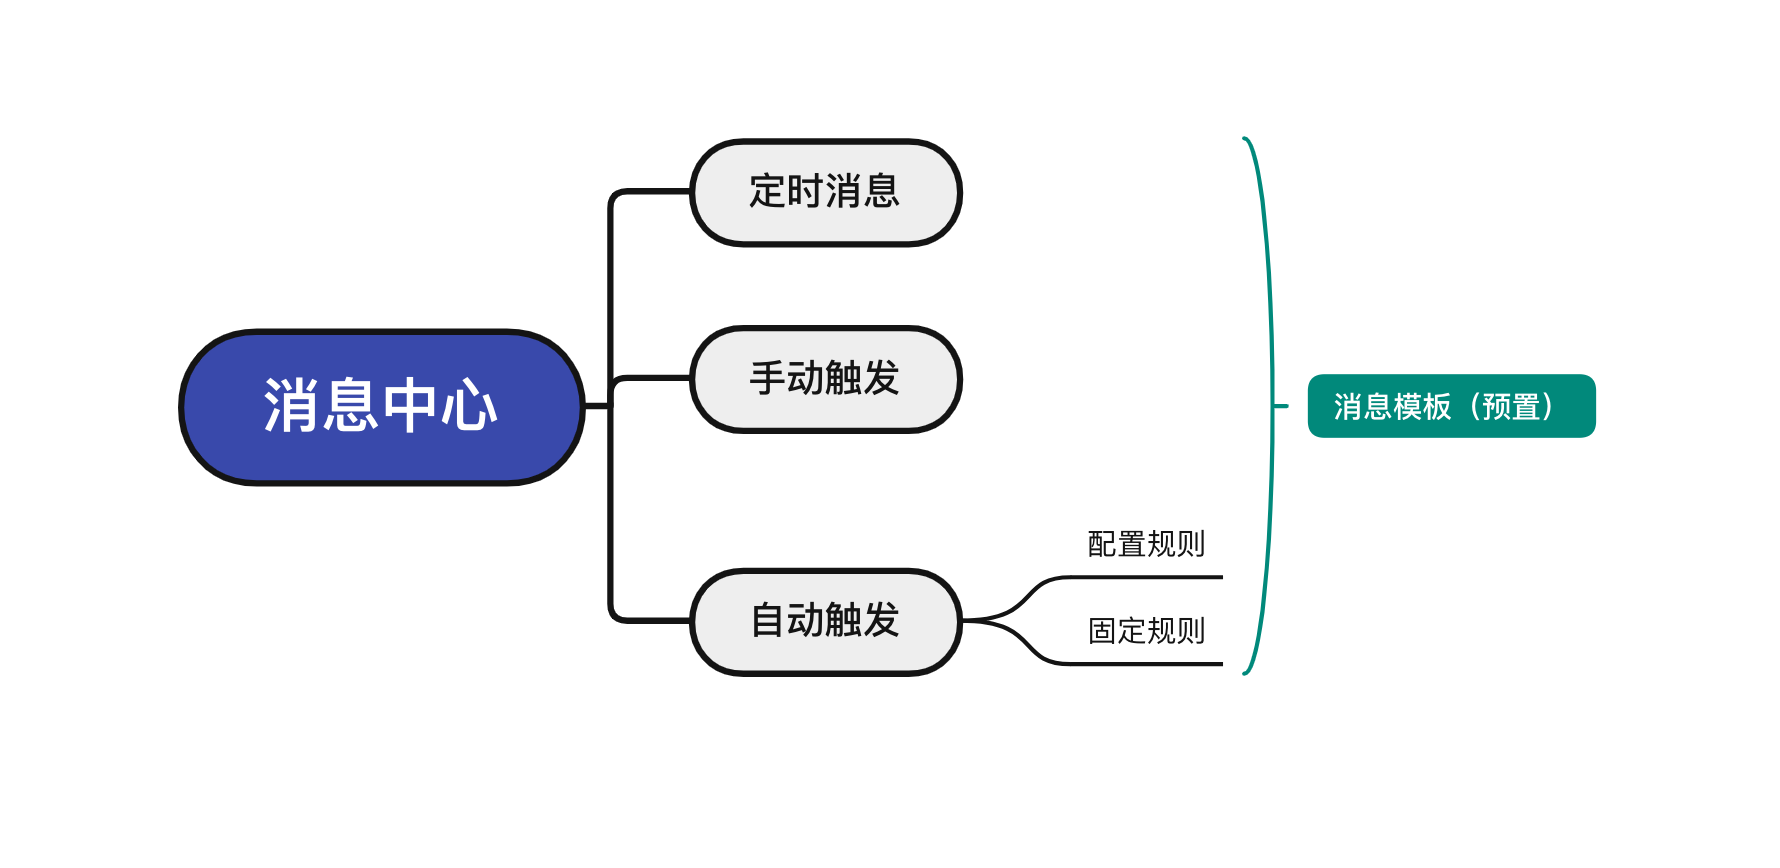 消息中心
定时消息
手动触发
自动触发
配置规则
固定规则
消息模板（预置）